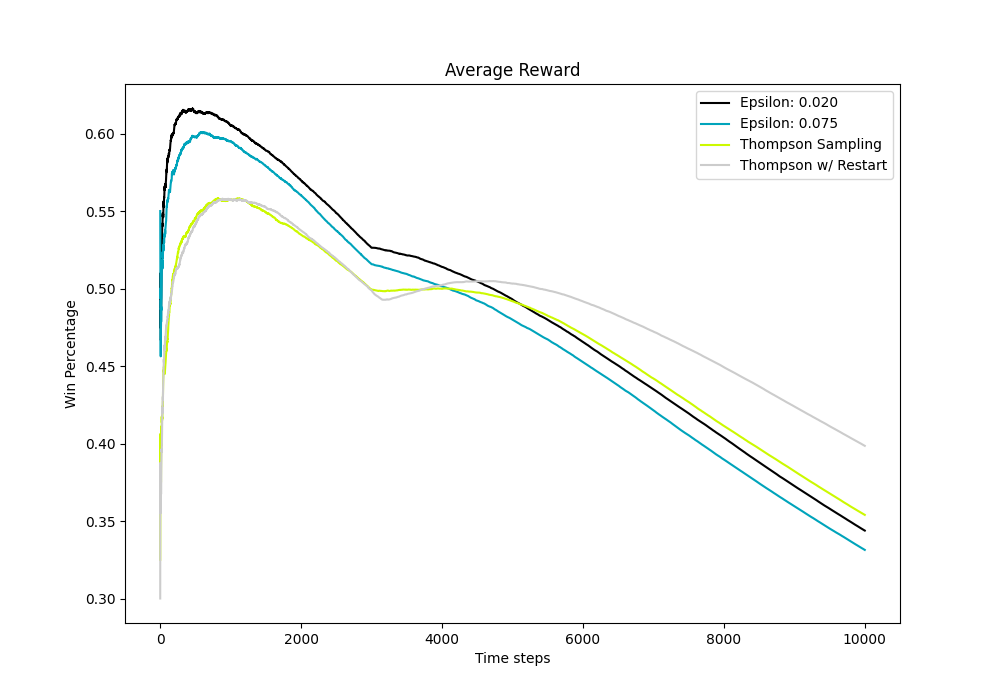 Average Reward
Epsilon: 0.020
Epsilon: 0.075
Thompson Sampling
Thompson w/ Restart
Win Percentage
0.60
0.55
0.50
0.45
0.40
0.35
0.30
0 2000 4000 6000 8000 10000
Time steps